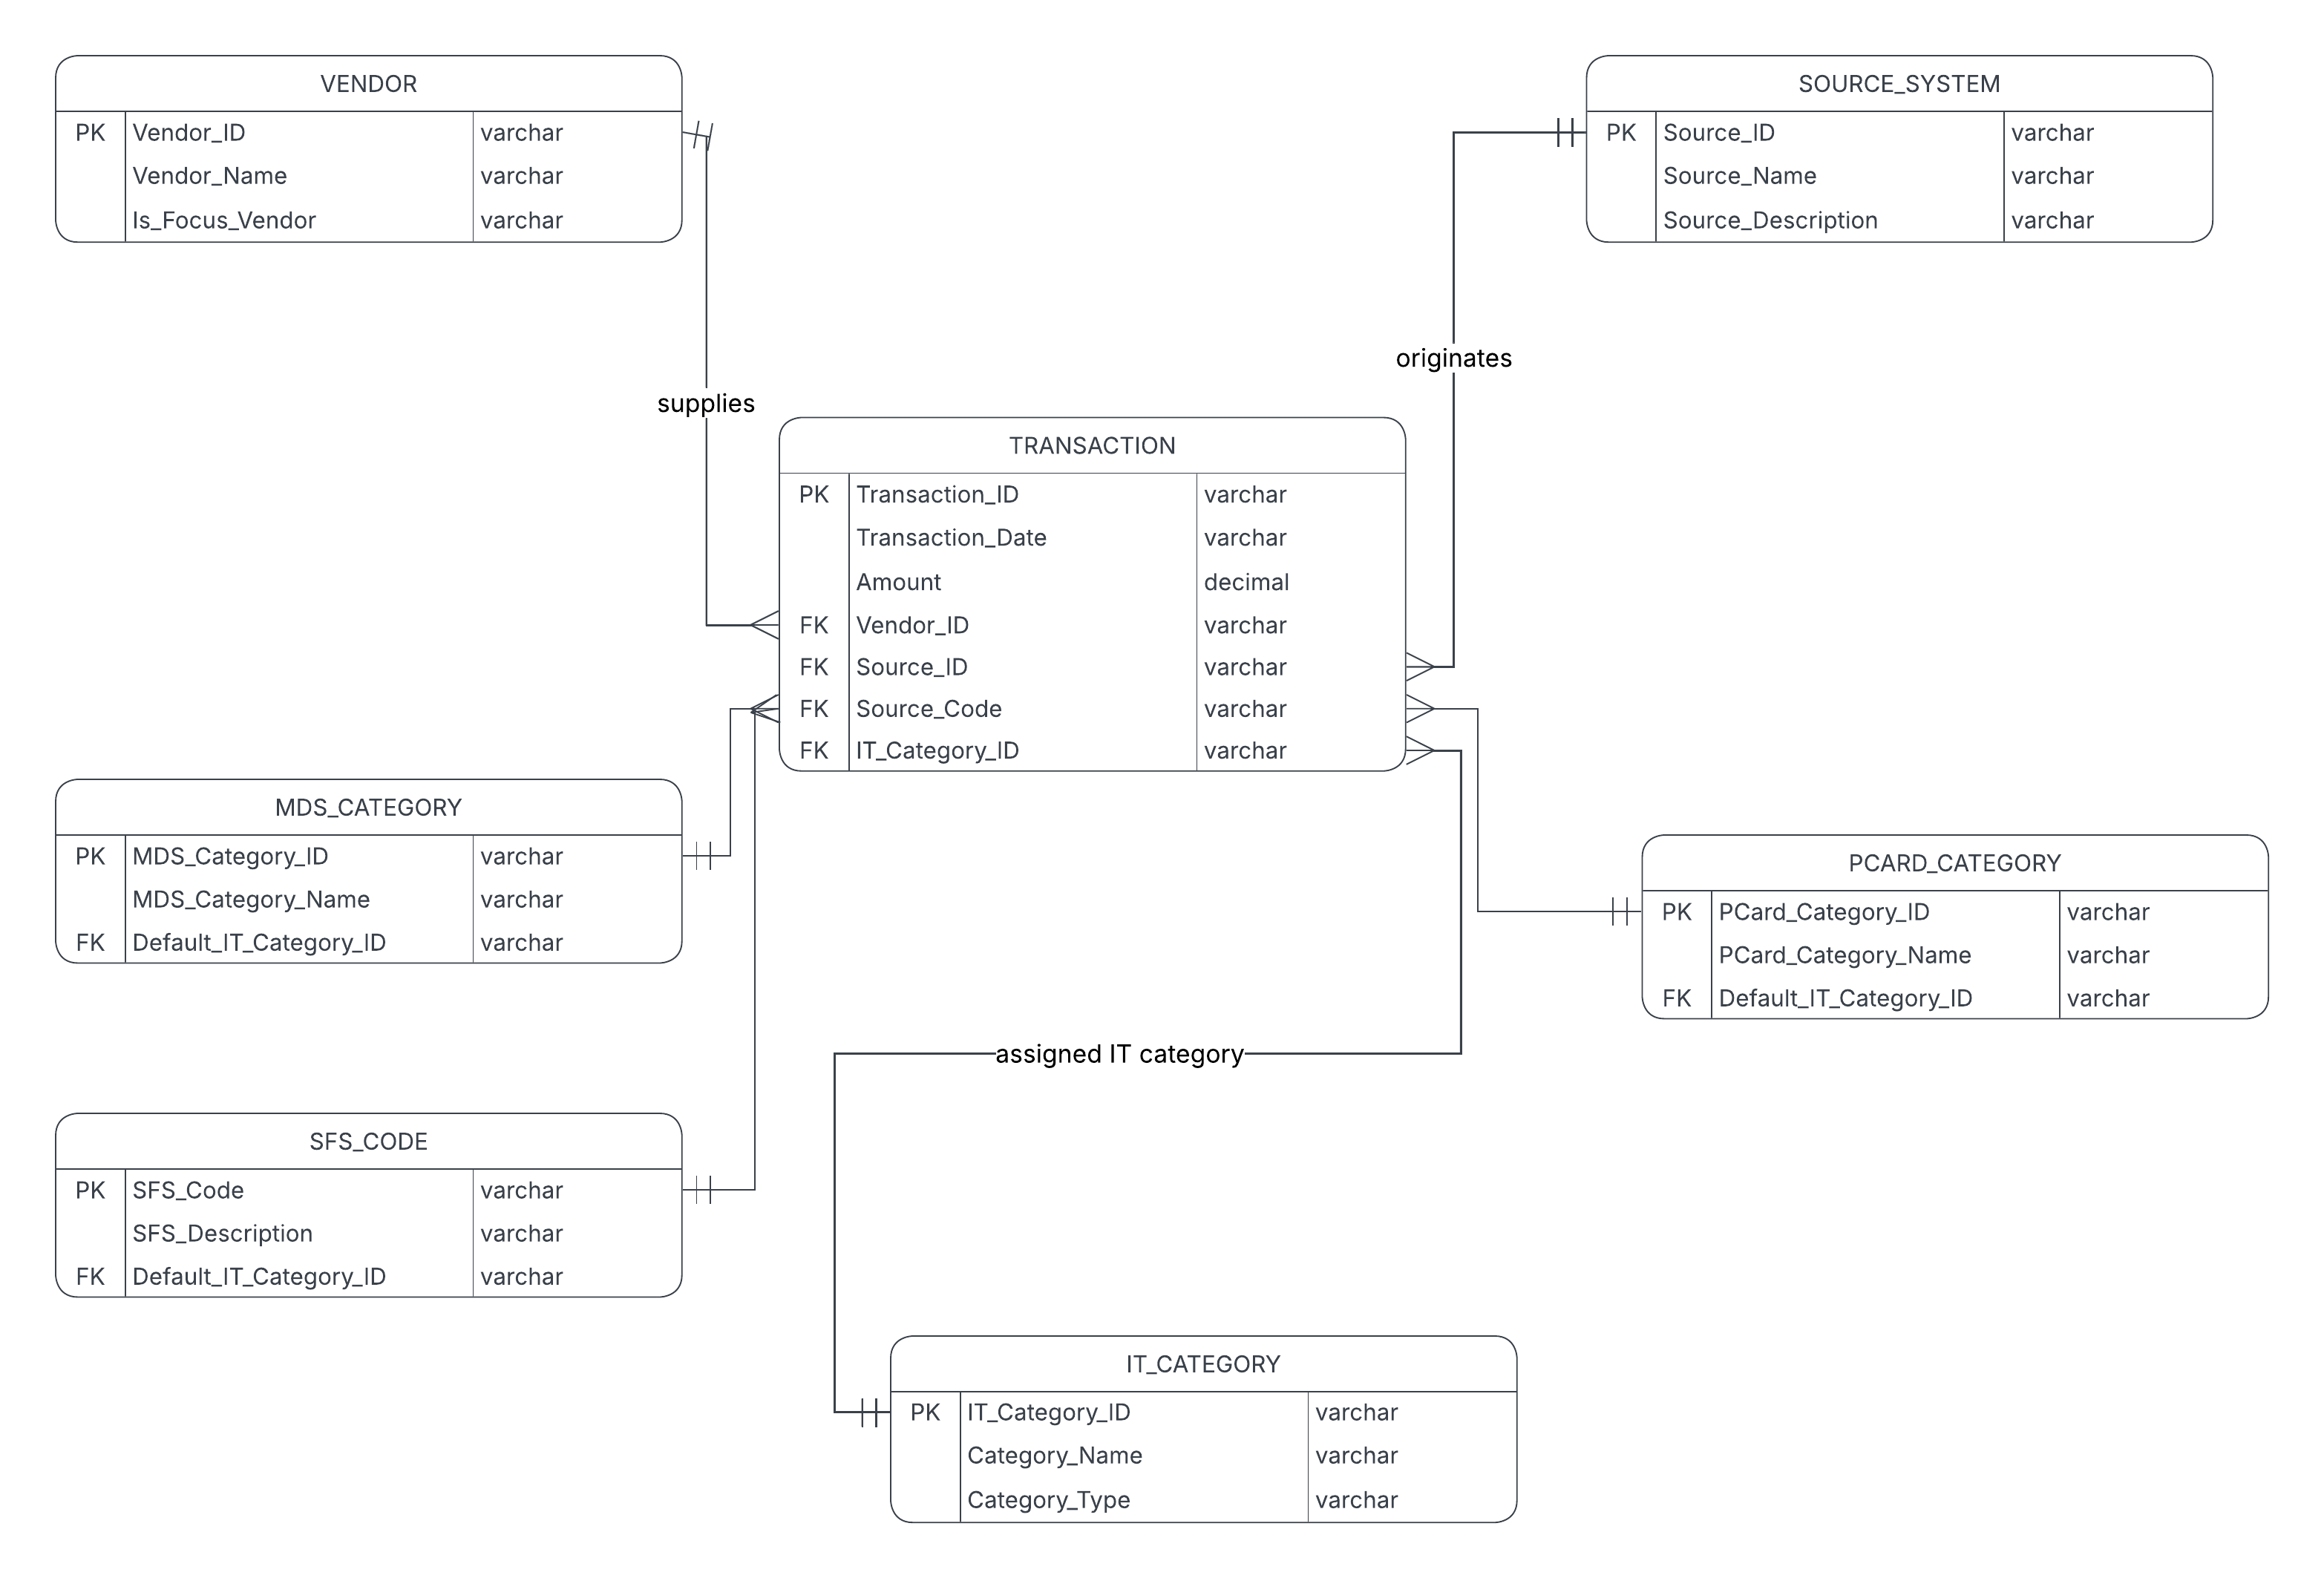 VENDOR
PK Vendor_ID varchar
Vendor_Name varchar
Is_Focus_Vendor varchar
SOURCE_SYSTEM
PK Source_ID varchar
Source_Name varchar
Source_Description varchar
originates
supplies
TRANSACTION
PK Transaction_ID varchar
Transaction_Date varchar
Amount decimal
FK Vendor_ID varchar
FK Source_ID varchar
FK Source_Code varchar
FK IT_Category_ID varchar
MDS_CATEGORY
PK MDS_Category_ID varchar
MDS_Category_Name varchar
FK Default_IT_Category_ID varchar
PCARD_CATEGORY
PK PCard_Category_ID varchar
PCard_Category_Name varchar
FK Default_IT_Category_ID varchar
assigned IT category
SFS_CODE
PK SFS_Code varchar
SFS_Description varchar
FK Default_IT_Category_ID varchar
IT_CATEGORY
PK IT_Category_ID varchar
Category_Name varchar
Category_Type varchar